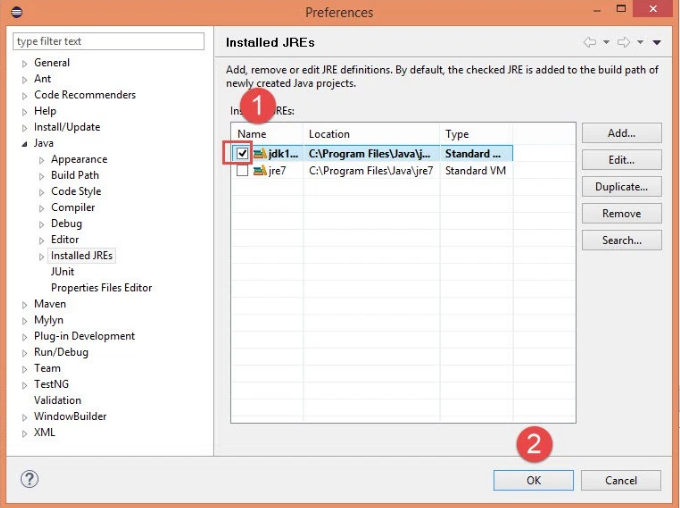 Preferences
type filter text
General
Ant
Code Recommenders
Help
Install/Update
Java
Appearance
Build Path
Code Style
Compiler
Debug
Editor
Installed JREs
JUnit
Properties Files Editor
Maven
Mylyn
Plug-in Development
Run/Debug
Team
TestNG
Validation
WindowBuilder
XML
Installed JREs
Add, remove or edit JRE definitions. By default, the checked JRE is added to the build path of
newly created Java projects.
1
JREs:
Name Location Type
jdk1... C:\Program Files\Java\j... Standard ...
jre7 C:\Program Files\Java\jre7 Standard VM
Add...
Edit...
Duplicate...
Remove
Search...
2
OK Cancel